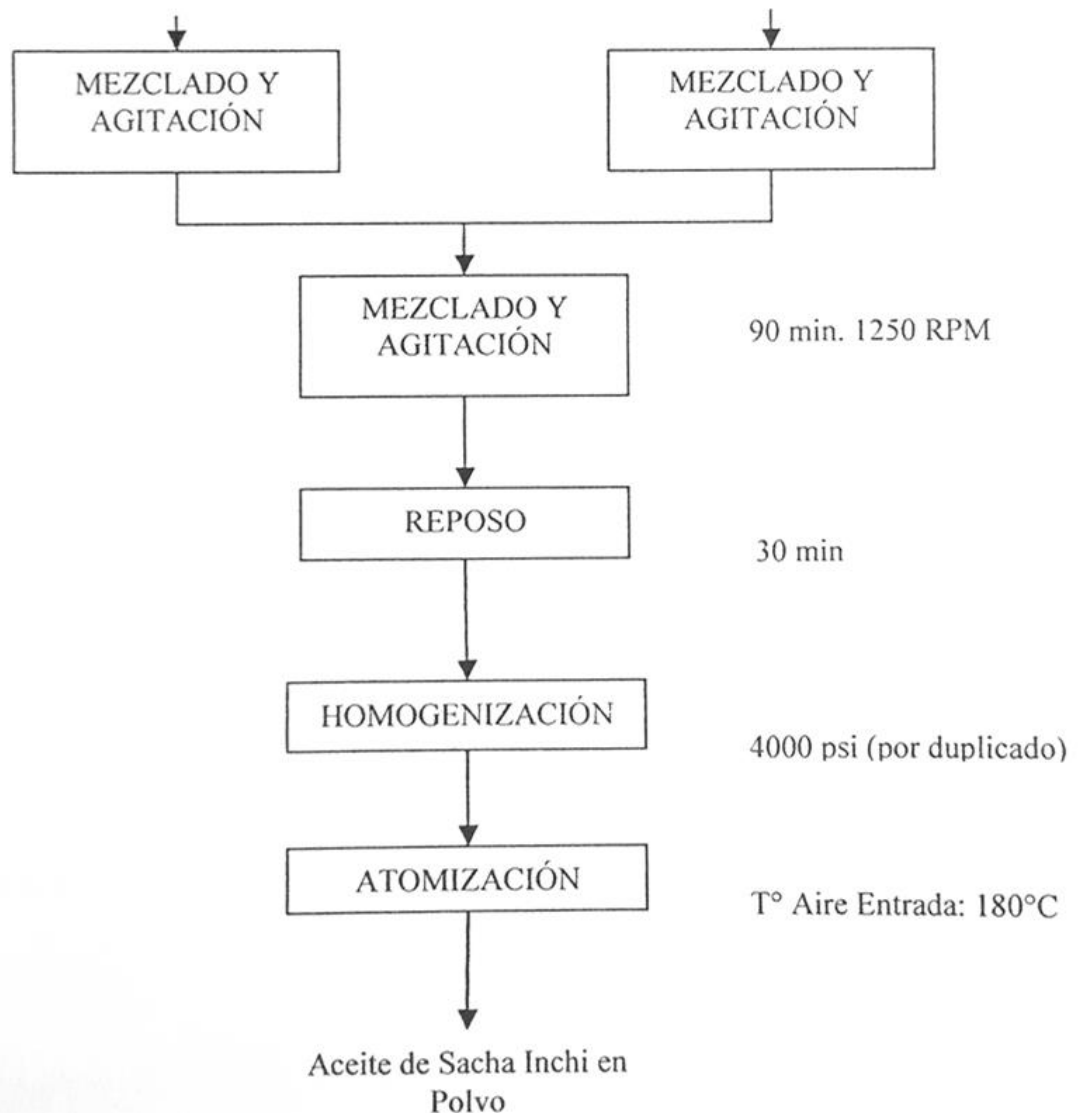 MEZCLADO Y
AGITACIÓN
MEZCLADO Y
AGITACIÓN
MEZCLADO Y
AGITACIÓN
90 min. 1250 RPM
REPOSO
30 min
HOMOGENIZACIÓN
4000 psi (por duplicado)
ATOMIZACIÓN
T° Aire Entrada: 180°C
Aceite de Sacha Inchi en
Polvo